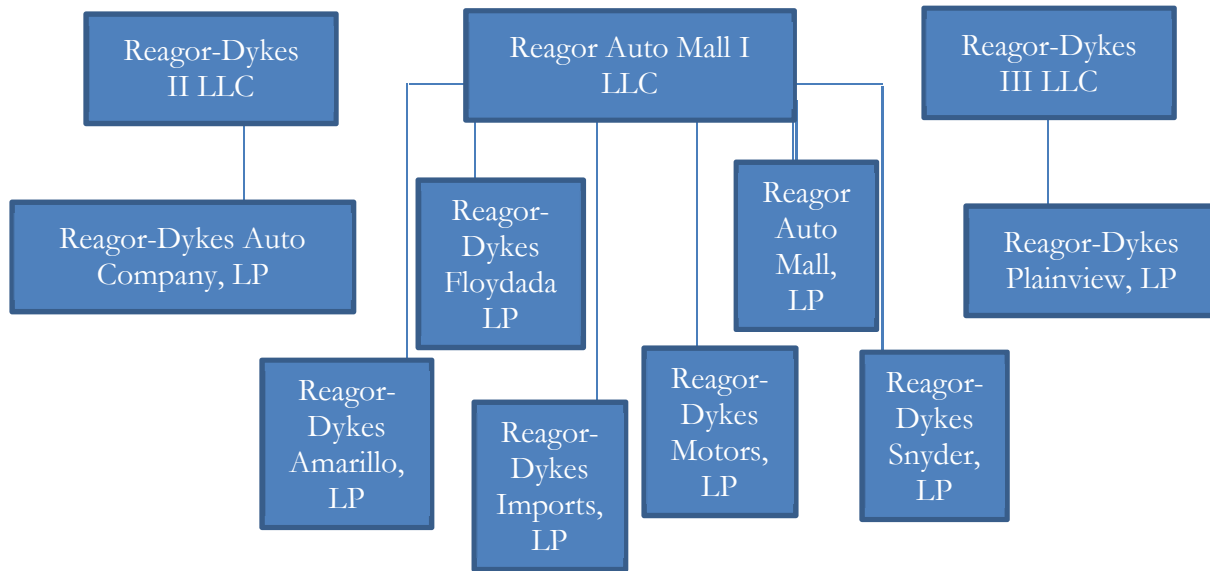 Reagor-Dykes
II LLC
Reagor Auto Mall I
LLC
Reagor-Dykes
III LLC
Reagor-Dykes Auto
Company, LP
Reagor-
Dykes
Floydada
LP
Reagor
Auto
Mall,
LP
Reagor-Dykes
Plainview, LP
Reagor-
Dykes
Amarillo,
LP
Reagor-
Dykes
Imports,
LP
Reagor-
Dykes
Motors,
LP
Reagor-
Dykes
Snyder,
LP